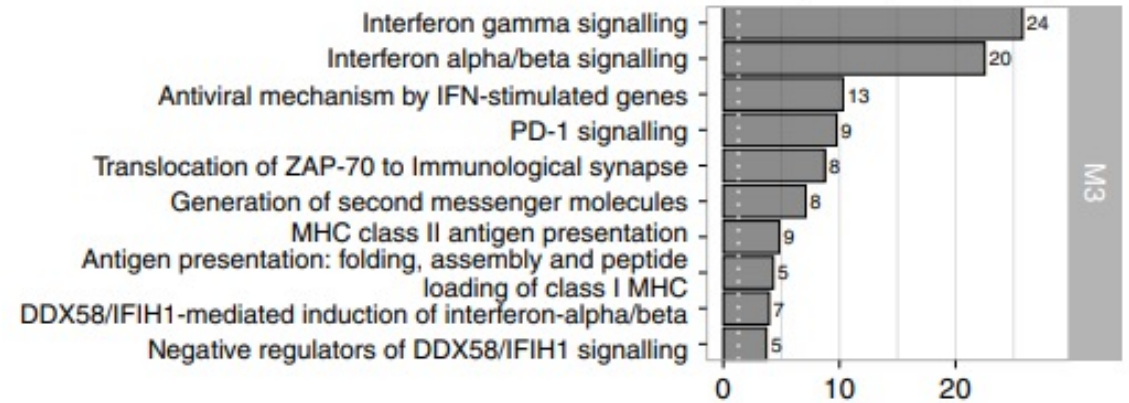 Interferon gamma signalling 24
Interferon alpha/beta signalling 20
Antiviral mechanism by IFN-stimulated genes 13
PD-1 signalling 9
Translocation of ZAP-70 to Immunological synapse 8
Generation of second messenger molecules 8
MHC class II antigen presentation 9
Antigen presentation: folding, assembly and peptide
loading of class I MHC 5
DDX58/IFIH1-mediated induction of interferon-alpha/beta 7
Negative regulators of DDX58/IFIH1 signalling 5
0 10 20
M3